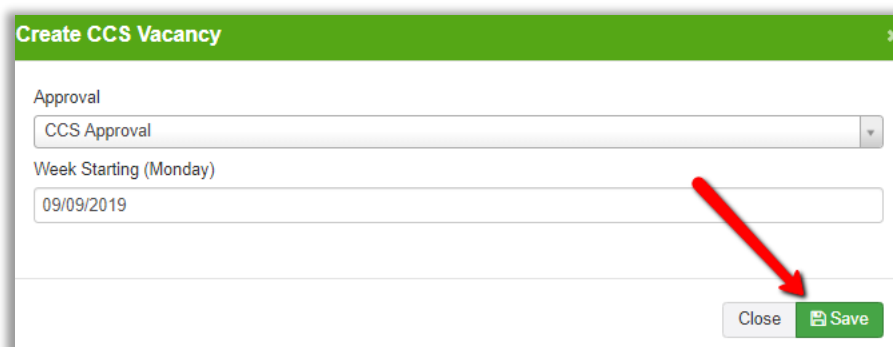 Create CCS Vacancy
Approval
CCS Approval
Week Starting (Monday)
09/09/2019
Close Save